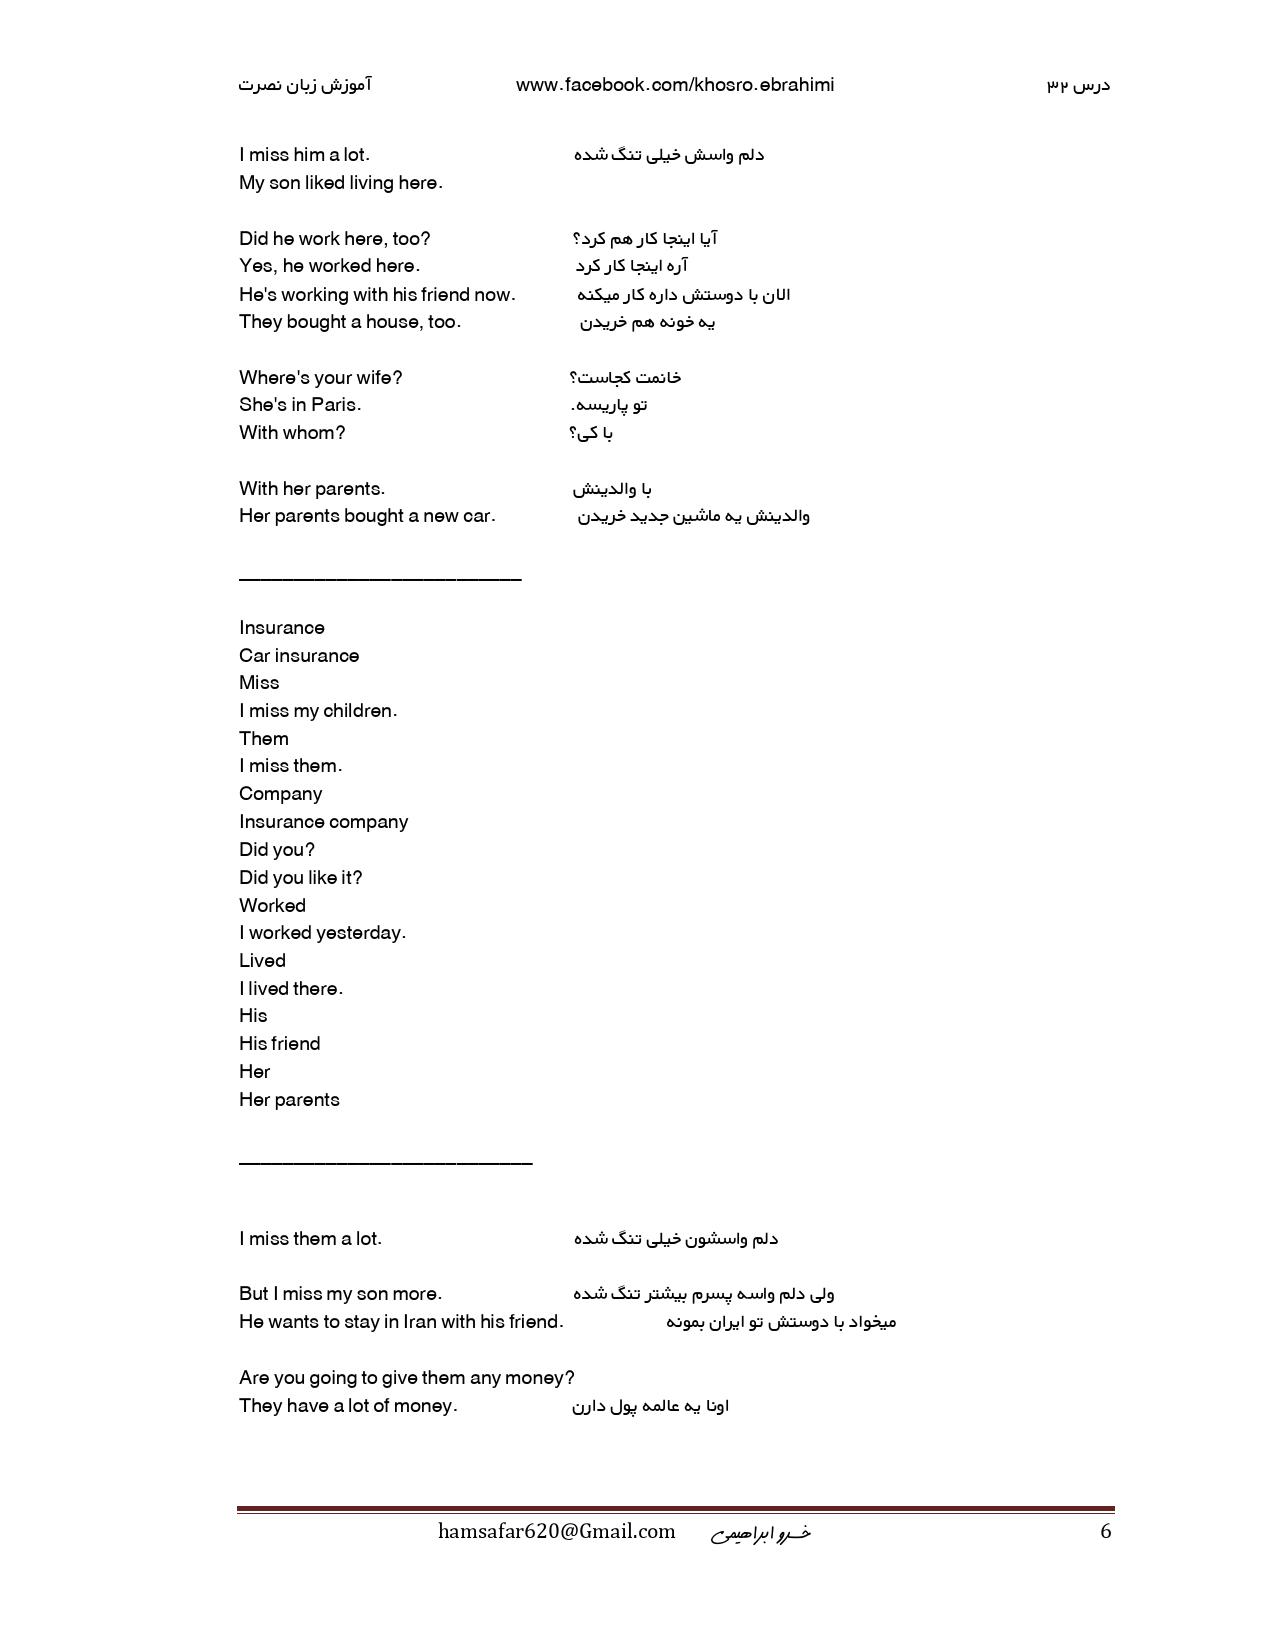 آموزش زبان نصرت www.facebook.com/khosro.ebrahimi درس ۳۲
I miss him a lot. دلم واسش خیلی تنگ شده
My son liked living here.
Did he work here, too? آیا اینجا کار هم کرد؟
Yes, he worked here. آره اینجا کار کرد
He's working with his friend now. الان با دوستش داره کار میکنه
They bought a house, too. یه خونه هم خریدن
Where's your wife? خانمت کجاست؟
She's in Paris. تو پاریسه.
With whom? با کی؟
With her parents. با والدینش
Her parents bought a new car. والدینش یه ماشین جدید خریدن
Insurance
Car insurance
Miss
I miss my children.
Them
I miss them.
Company
Insurance company
Did you?
Did you like it?
Worked
I worked yesterday.
Lived
I lived there.
His
His friend
Her
Her parents
I miss them a lot. دلم واسشون خیلی تنگ شده
But I miss my son more. ولی دلم واسه پسرم بیشتر تنگ شده
He wants to stay in Iran with his friend. میخواد با دوستش تو ایران بمونه
Are you going to give them any money?
They have a lot of money. اونا یه عالمه پول دارن
hamsafar620@Gmail.com خسرو ابراهیمی 6